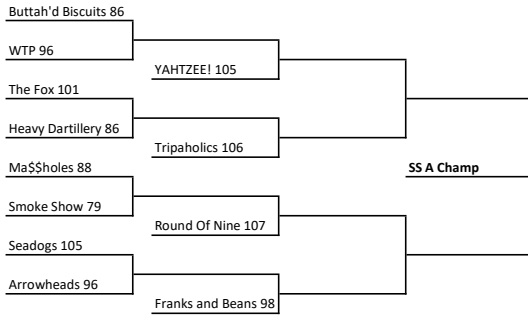 Buttah'd Biscuits 86
WTP 96
YAHTZEE! 105
The Fox 101
Heavy Dartillery 86
Tripaholics 106
Ma$$holes 88
SS A Champ
Smoke Show 79
Round Of Nine 107
Seadogs 105
Arrowheads 96
Franks and Beans 98